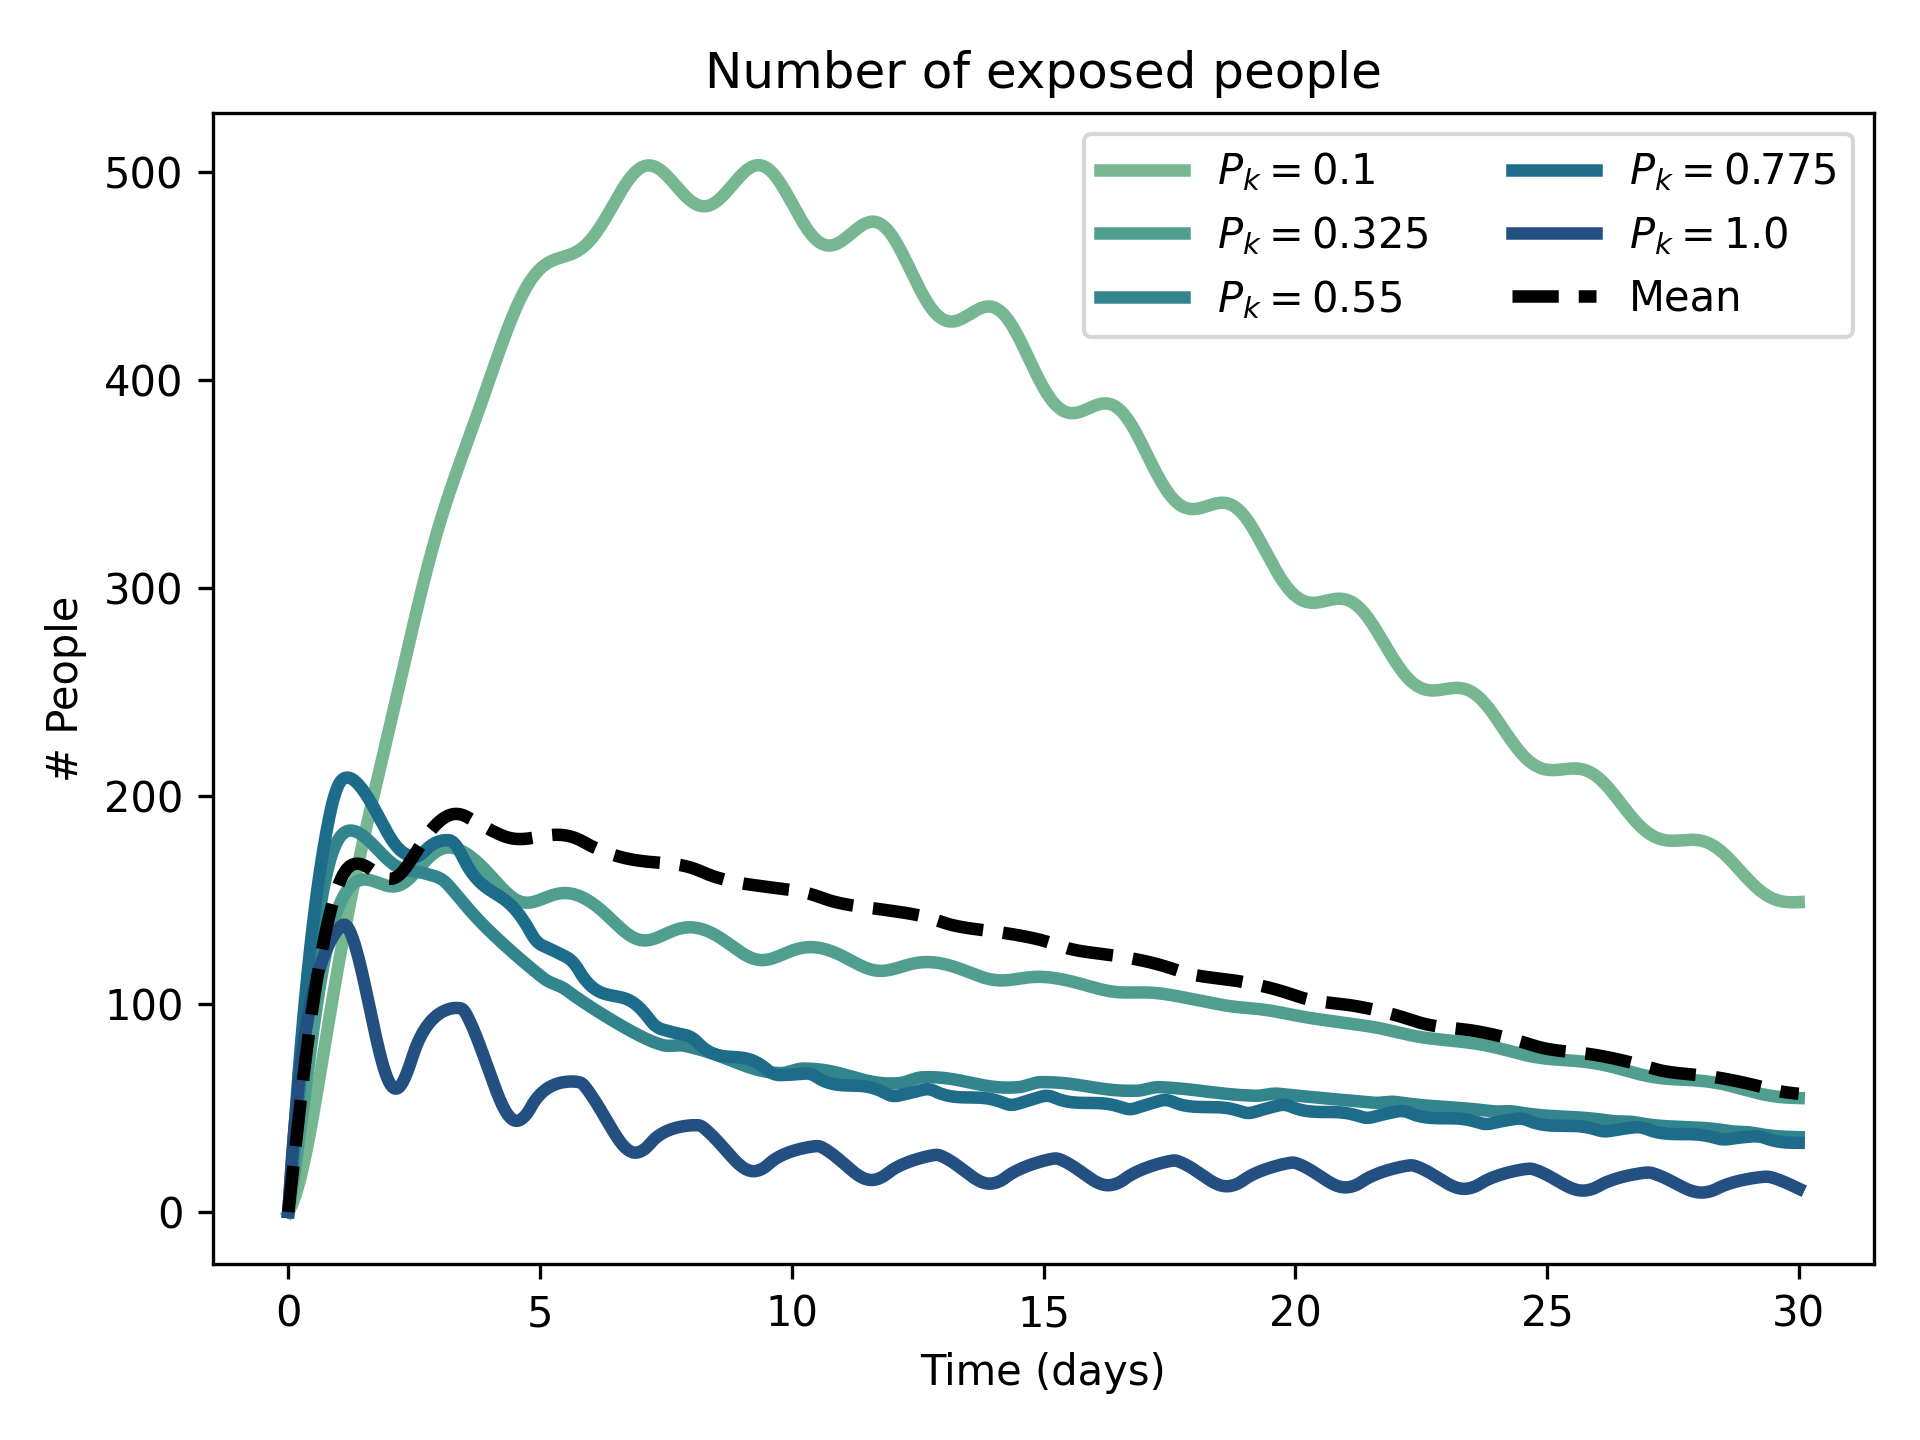 Number of exposed people
500
400
300
200
100
0
# People
P_k = 0.1
P_k = 0.325
P_k = 0.55
P_k = 0.775
P_k = 1.0
Mean
0 5 10 15 20 25 30
Time (days)